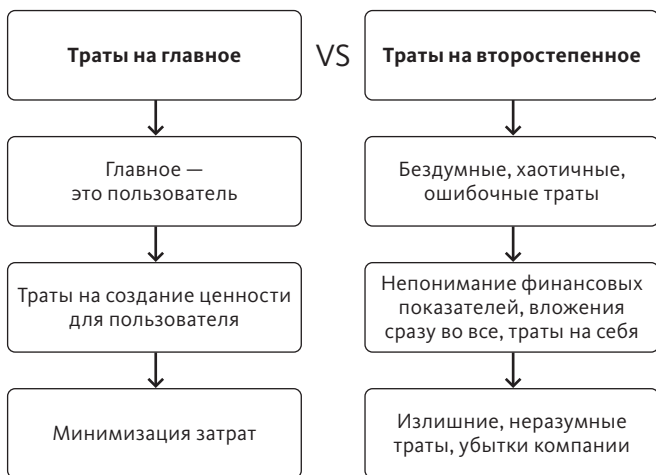 Траты на главное
VS
Траты на второстепенное
Главное —
это пользователь
Бездумные, хаотичные,
ошибочные траты
Траты на создание ценности
для пользователя
Непонимание финансовых
показателей, вложения
сразу во все, траты на себя
Минимизация затрат
Излишние, неразумные
траты, убытки компании